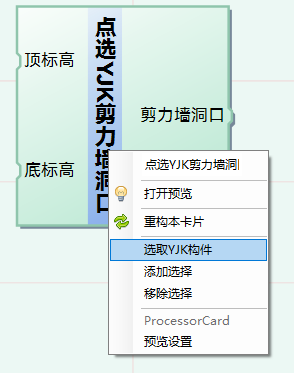 顶标高
底标高
点选YJK剪力墙洞口
剪力墙洞口
点选YJK剪力墙洞
打开预览
重构本卡片
选取YJK构件
添加选择
移除选择
ProcessorCard
预览设置